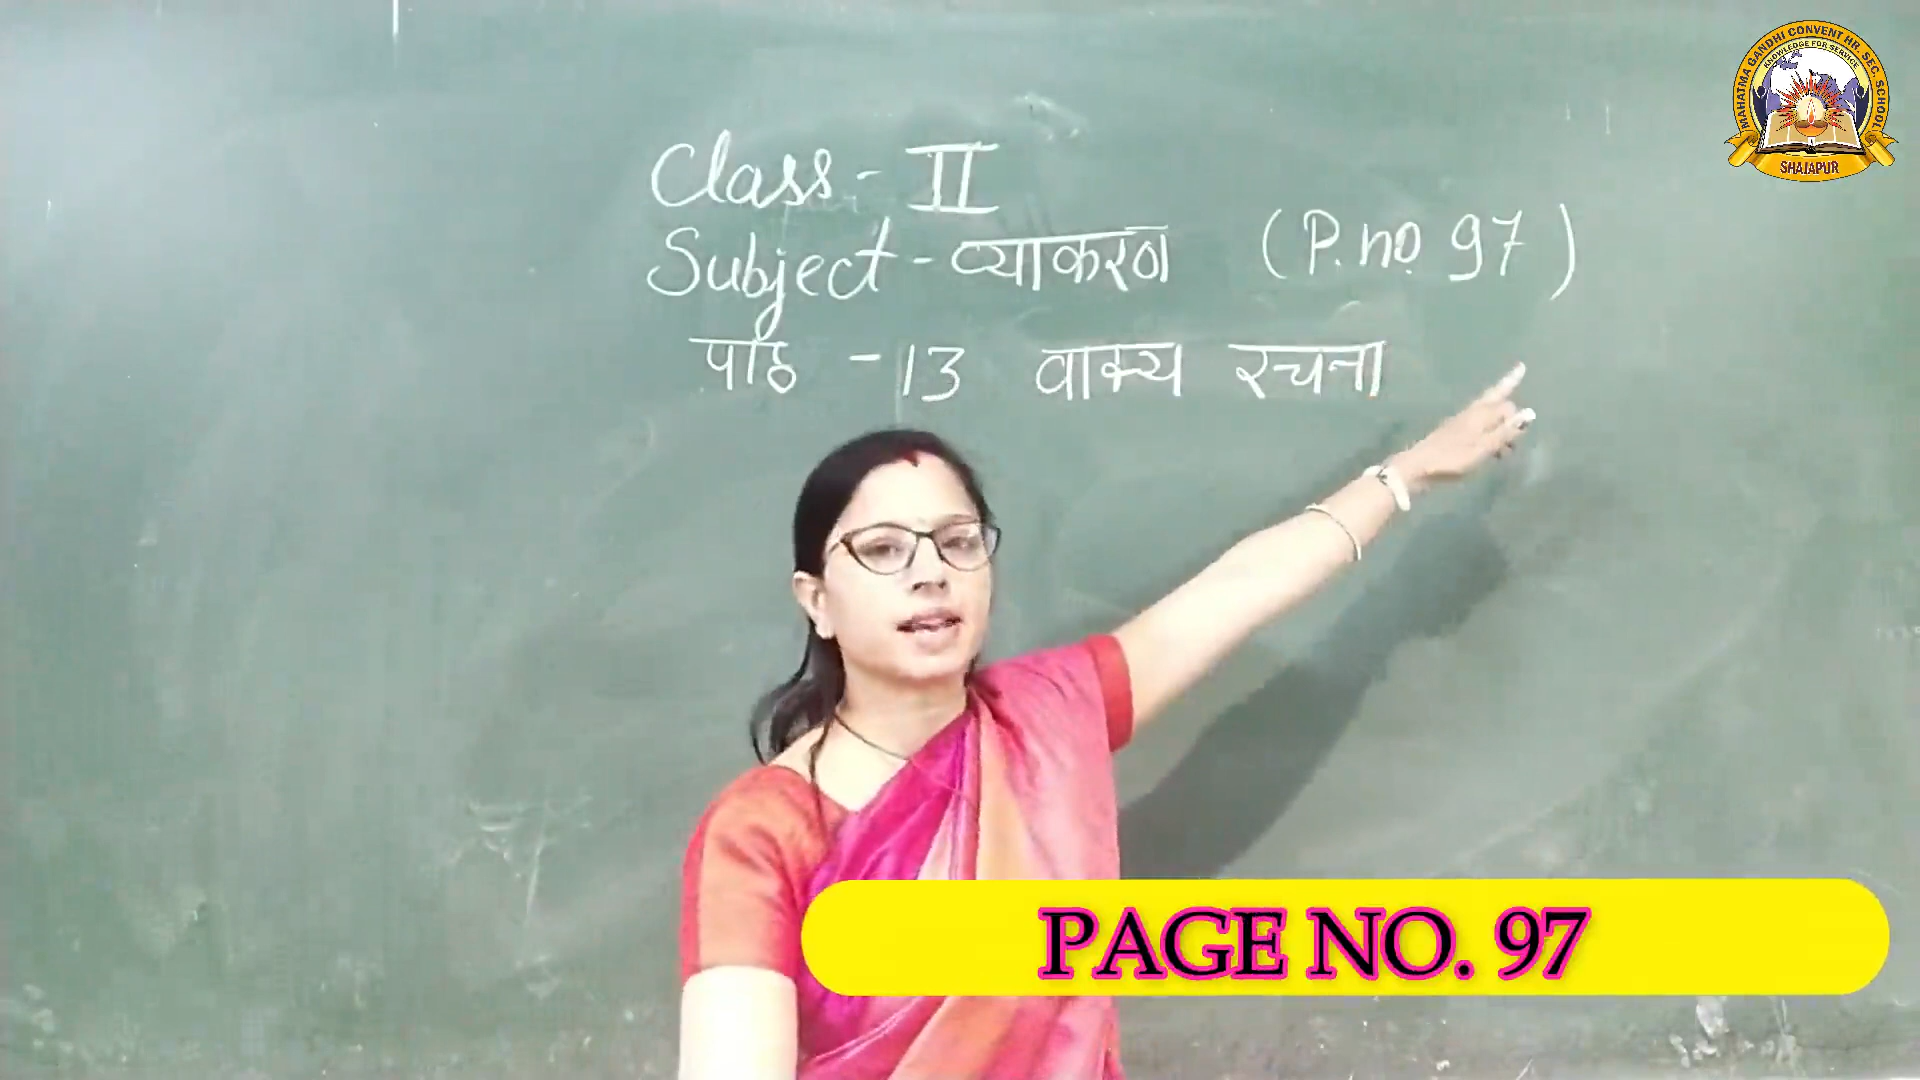 Class - II
Subject - व्याकरण (P. no. 97)
पाठ - 13 वाक्य रचना
MAHATMA GANDHI CONVENT HR. SEC. SCHOOL
KNOWLEDGE FOR SERVICE
SHAJAPUR
PAGE NO. 97